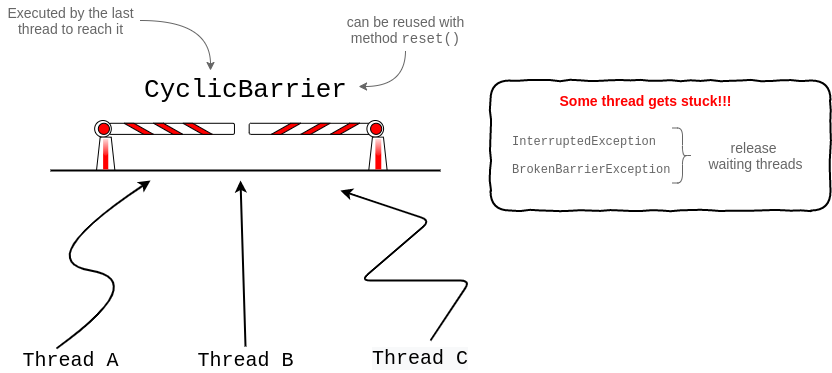 Executed by the last
thread to reach it
can be reused with
method reset()
CyclicBarrier
Some thread gets stuck!!!
InterruptedException
BrokenBarrierException
release
waiting threads
Thread A
Thread B
Thread C